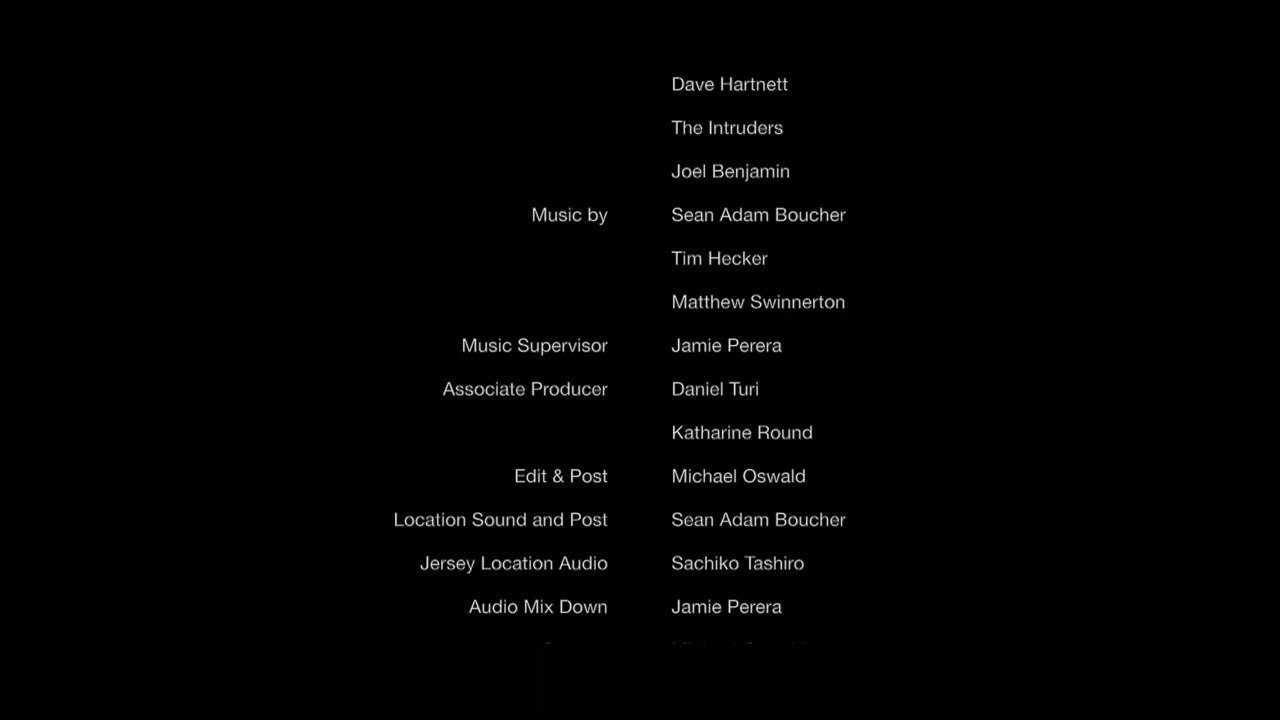 Dave Hartnett
The Intruders
Joel Benjamin
Music by Sean Adam Boucher
Tim Hecker
Matthew Swinnerton
Music Supervisor Jamie Perera
Associate Producer Daniel Turi
Katharine Round
Edit & Post Michael Oswald
Location Sound and Post Sean Adam Boucher
Jersey Location Audio Sachiko Tashiro
Audio Mix Down Jamie Perera